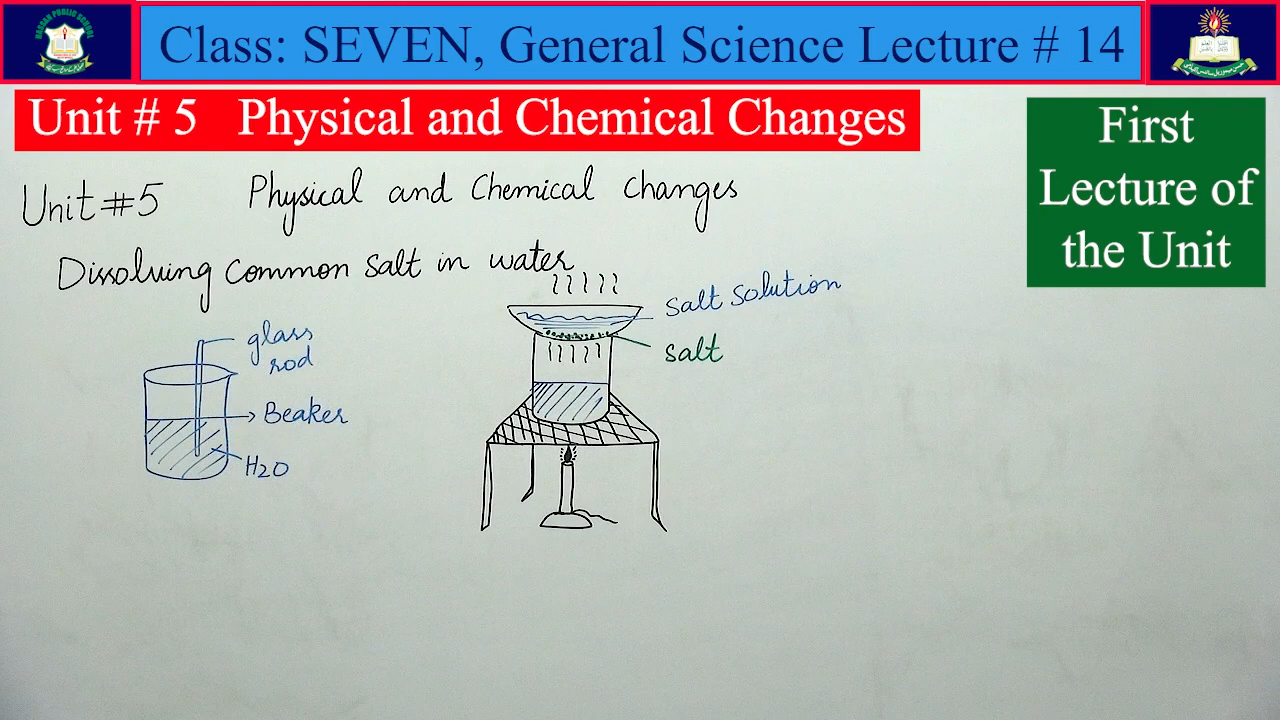 Class: SEVEN, General Science Lecture # 14
Unit # 5 Physical and Chemical Changes
First
Lecture of
the Unit
Unit #5 Physical and Chemical Changes
Dissolving common salt in water
glass
rod
Beaker
H2O
salt solution
salt